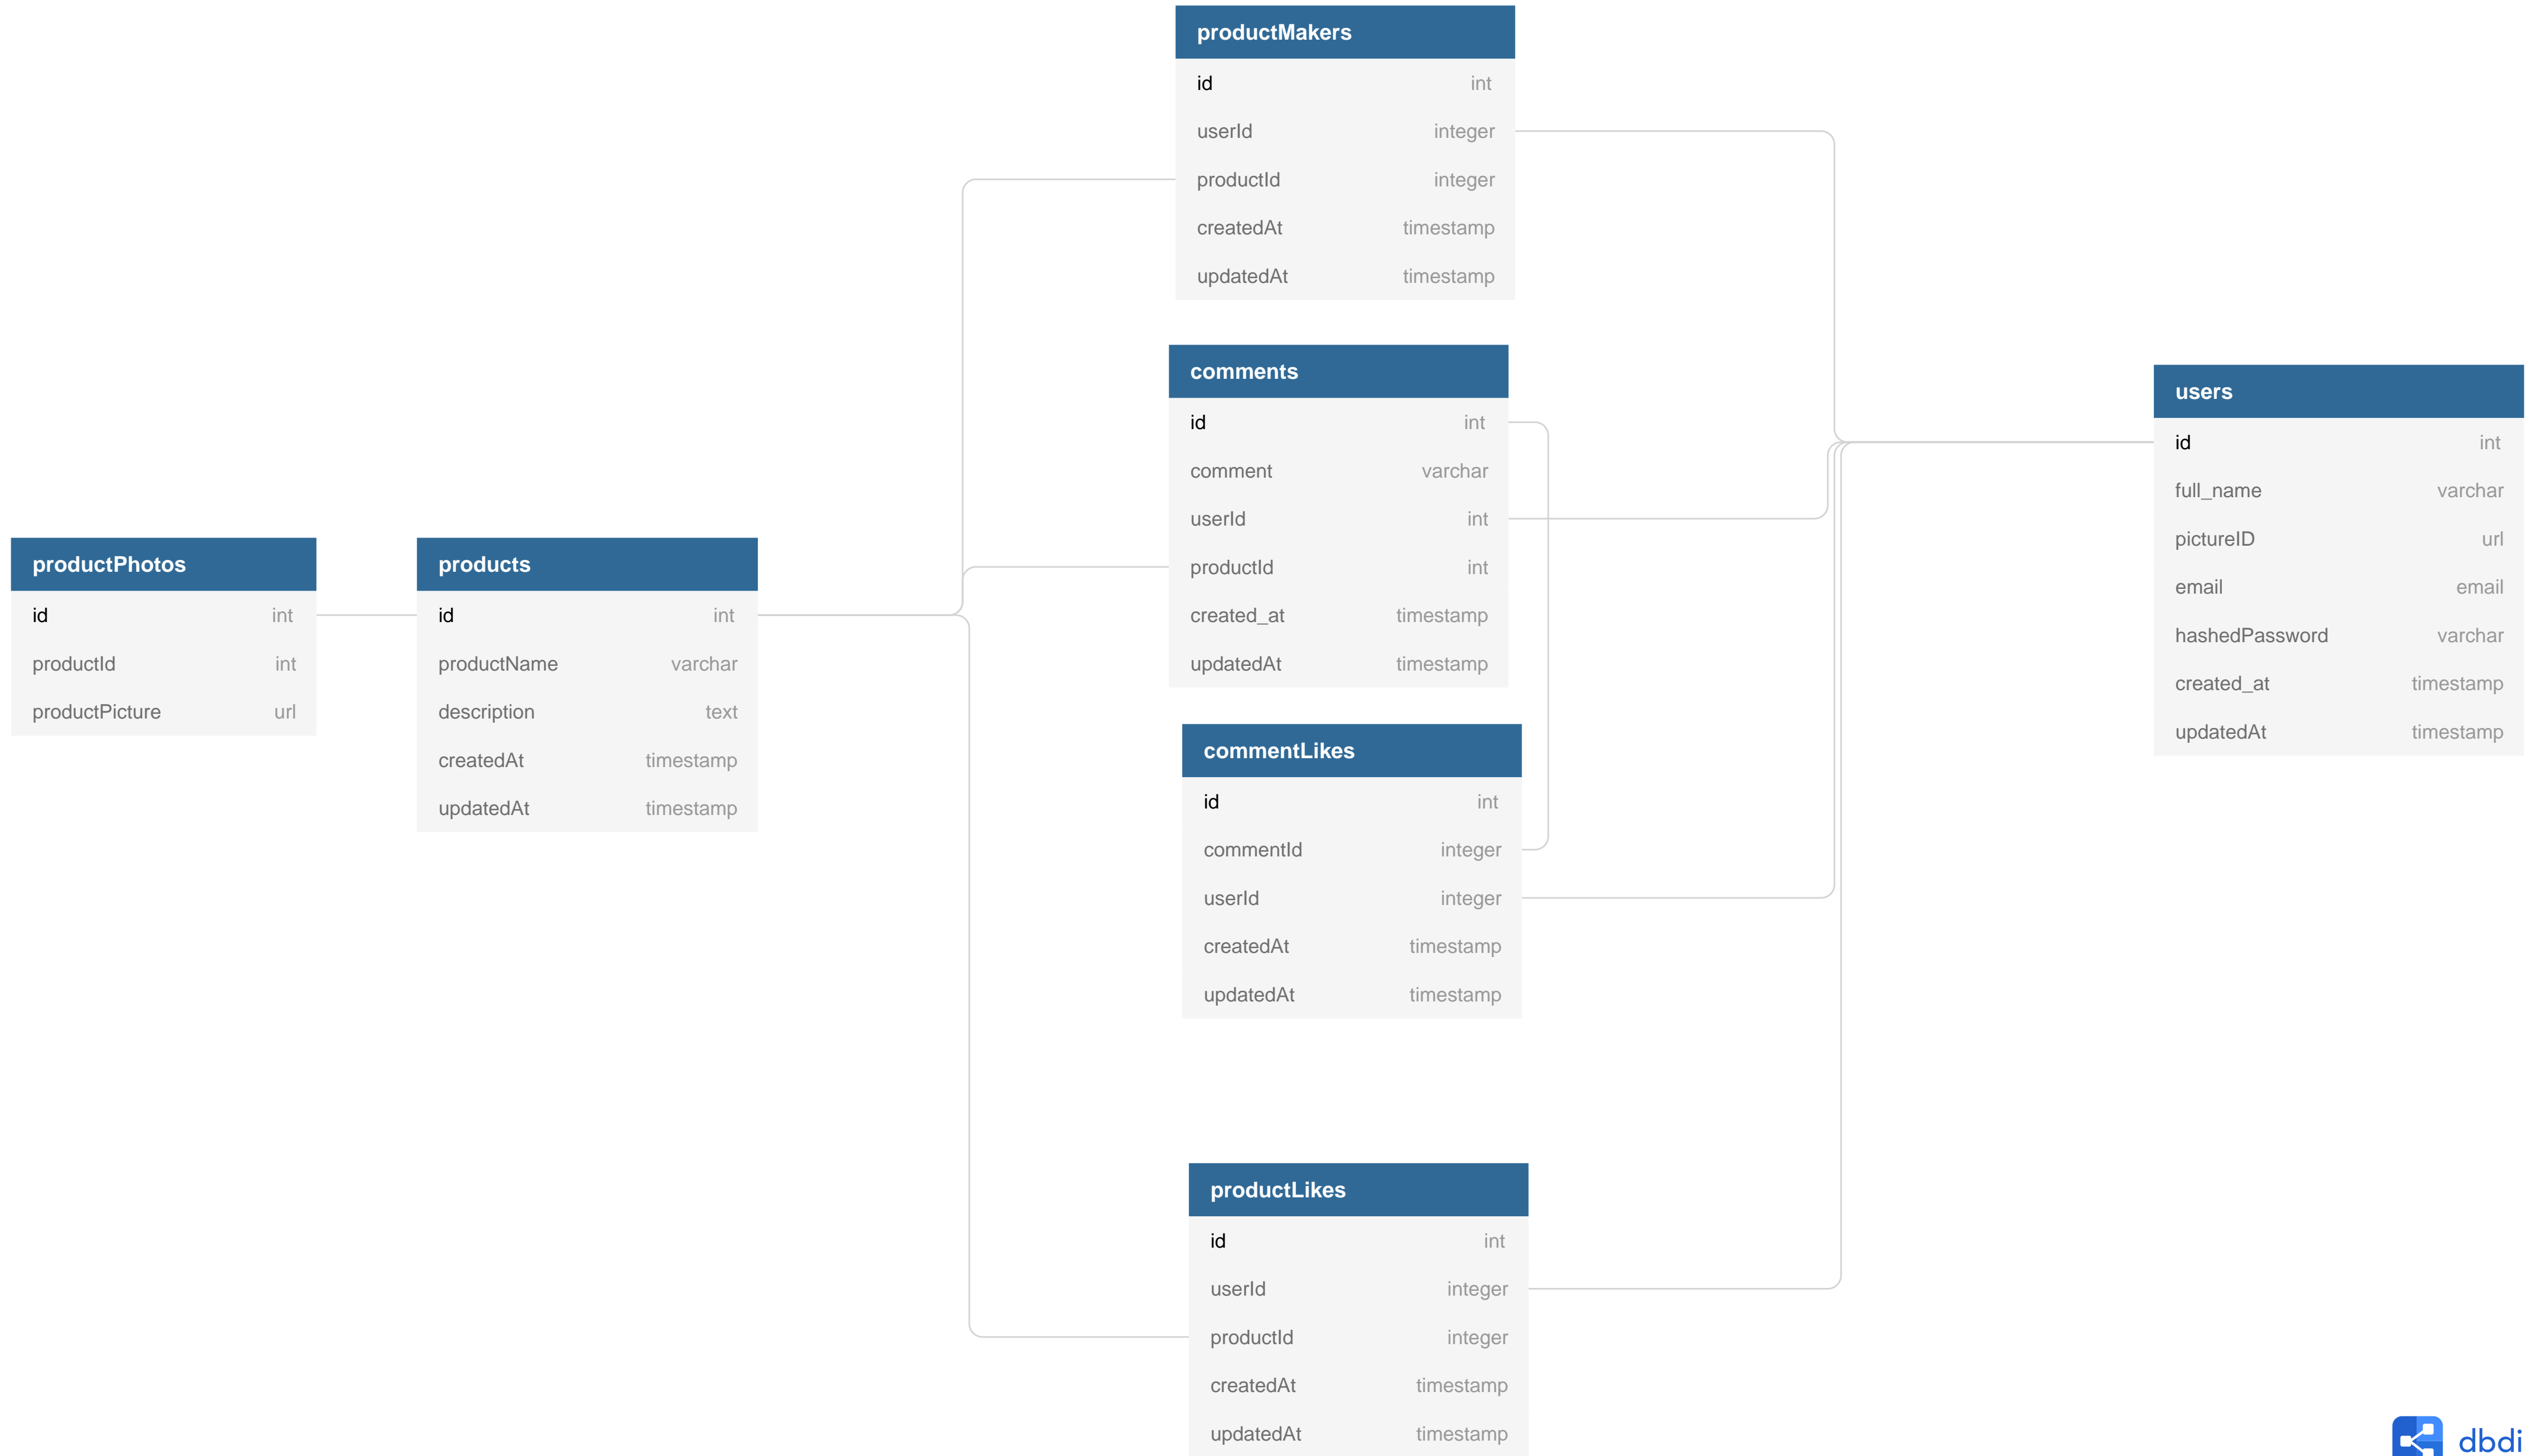 productMakers
id int
userId integer
productId integer
createdAt timestamp
updatedAt timestamp
comments
id int
comment varchar
userId int
productId int
created_at timestamp
updatedAt timestamp
users
id int
full_name varchar
pictureID url
email email
hashedPassword varchar
created_at timestamp
updatedAt timestamp
productPhotos
id int
productId int
productPicture url
products
id int
productName varchar
description text
createdAt timestamp
updatedAt timestamp
commentLikes
id int
commentId integer
userId integer
createdAt timestamp
updatedAt timestamp
productLikes
id int
userId integer
productId integer
createdAt timestamp
updatedAt timestamp
dbdi